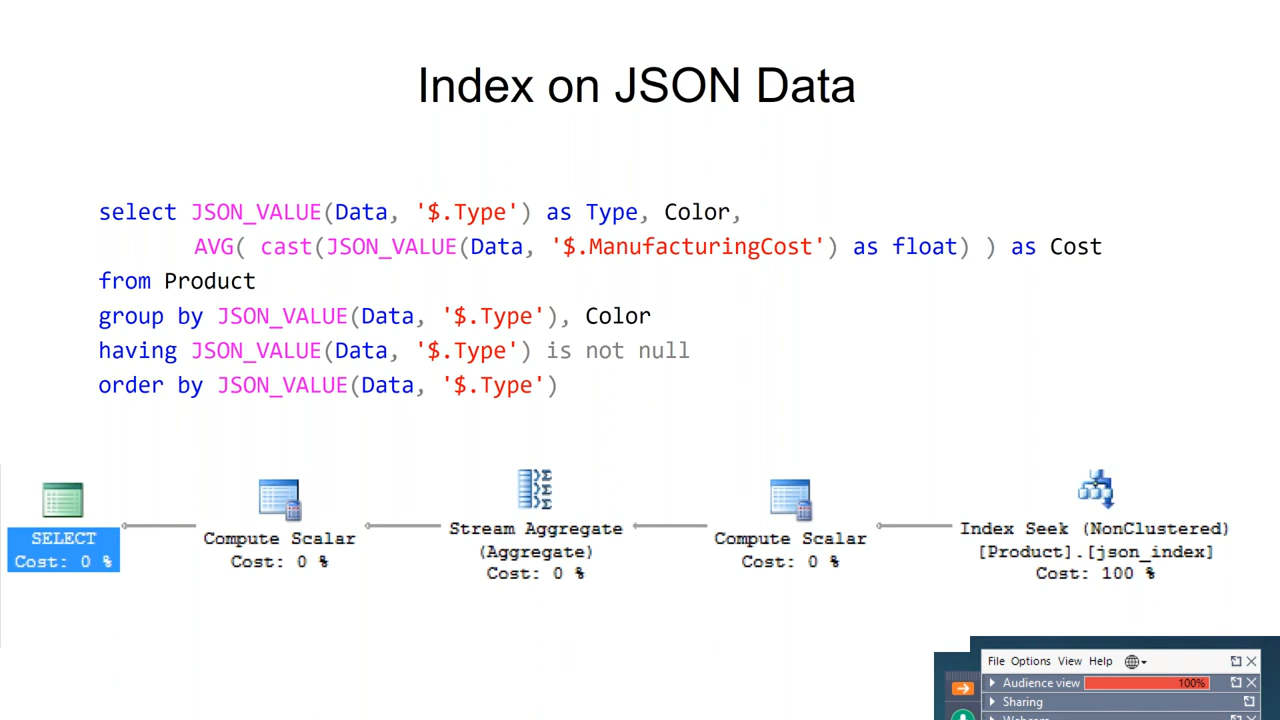 Index on JSON Data
select JSON_VALUE(Data, '$.Type') as Type, Color,
AVG( cast(JSON_VALUE(Data, '$.ManufacturingCost') as float) ) as Cost
from Product
group by JSON_VALUE(Data, '$.Type'), Color
having JSON_VALUE(Data, '$.Type') is not null
order by JSON_VALUE(Data, '$.Type')
SELECT
Cost: 0 %
Compute Scalar
Cost: 0 %
Stream Aggregate
(Aggregate)
Cost: 0 %
Compute Scalar
Cost: 0 %
Index Seek (NonClustered)
[Product].[json_index]
Cost: 100 %
File Options View Help
Audience view 100%
Sharing